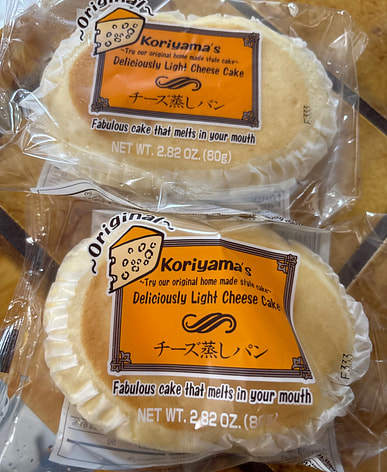 ~Original~
Koriyama's
~Try our original home made style cake~
Deliciously Light Cheese Cake
チーズ蒸しパン
Fabulous cake that melts in your mouth
NET WT. 2.82 OZ. (80g)
F333
~Original~
Koriyama's
~Try our original home made style cake~
Deliciously Light Cheese Cake
チーズ蒸しパン
Fabulous cake that melts in your mouth
NET WT. 2.82 OZ. (80
F333